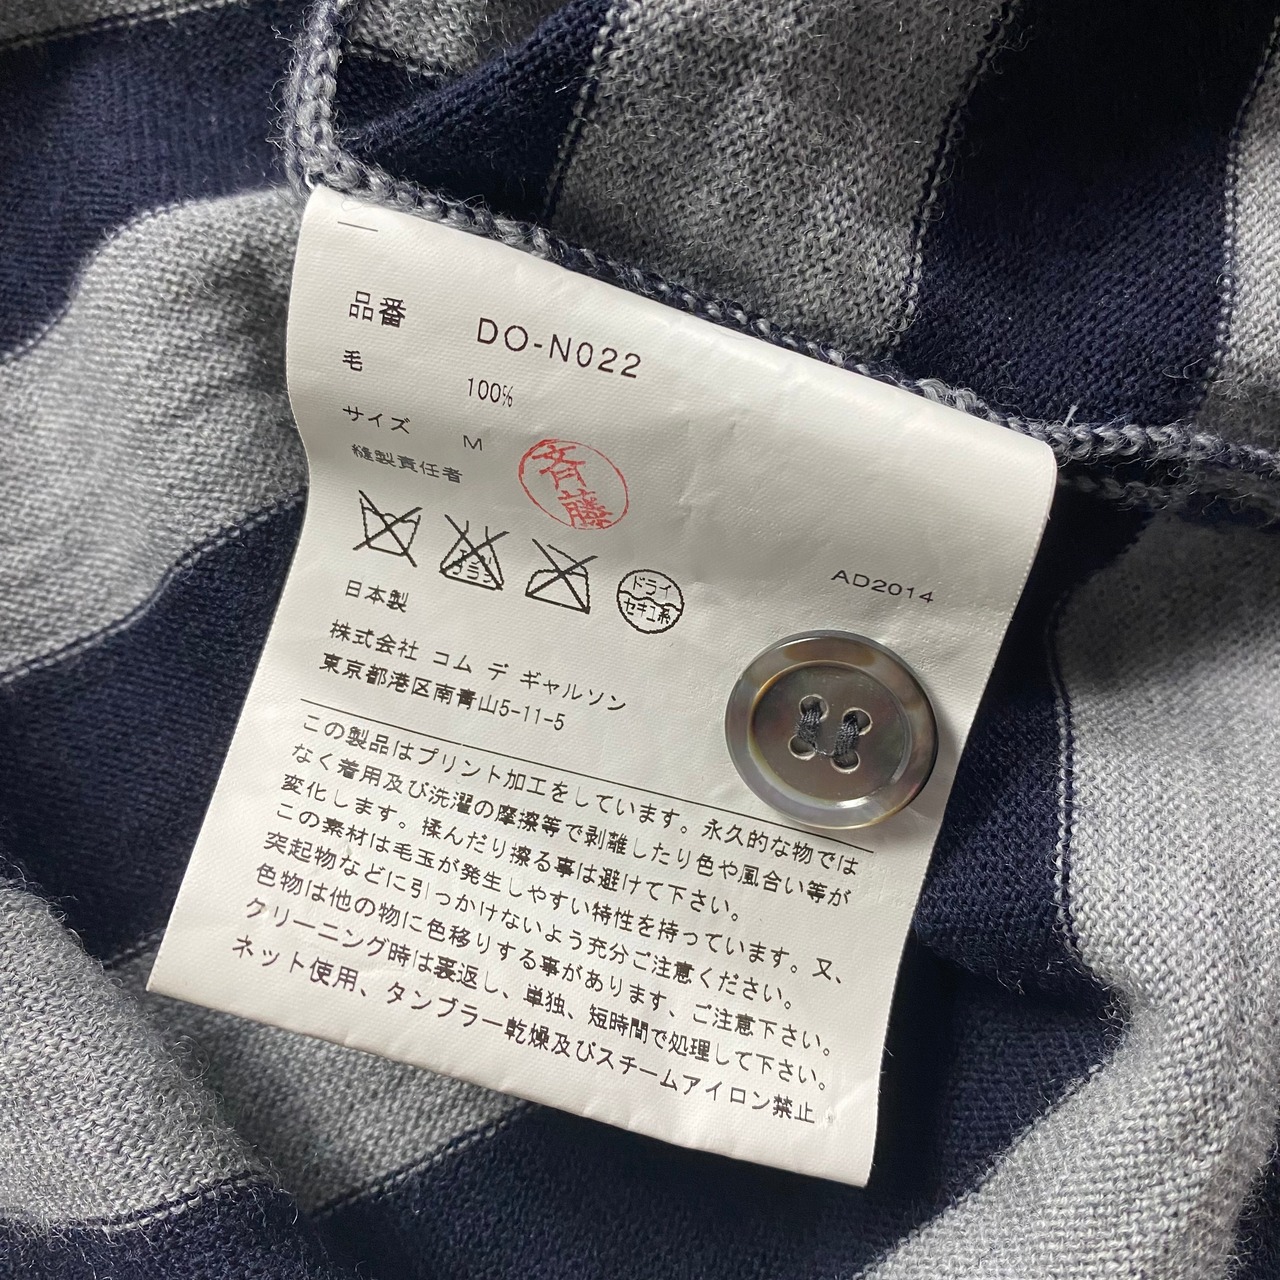 品番 DO-N022
毛 100%
サイズ M
縫製責任者 斉藤
エンソ
ドライ
セキユ系
AD2014
日本製
株式会社 コム デ ギャルソン
東京都港区南青山5-11-5
この製品はプリント加工をしています。永久的な物では
なく着用及び洗濯の摩擦等で剥離したり色や風合い等が
変化します。揉んだり擦る事は避けて下さい。
この素材は毛玉が発生しやすい特性を持っています。又、
突起物などに引っかけないよう充分ご注意ください。
色物は他の物に色移りする事があります、ご注意下さい。
クリーニング時は裏返し、単独、短時間で処理して下さい。
ネット使用、タンブラー乾燥及びスチームアイロン禁止